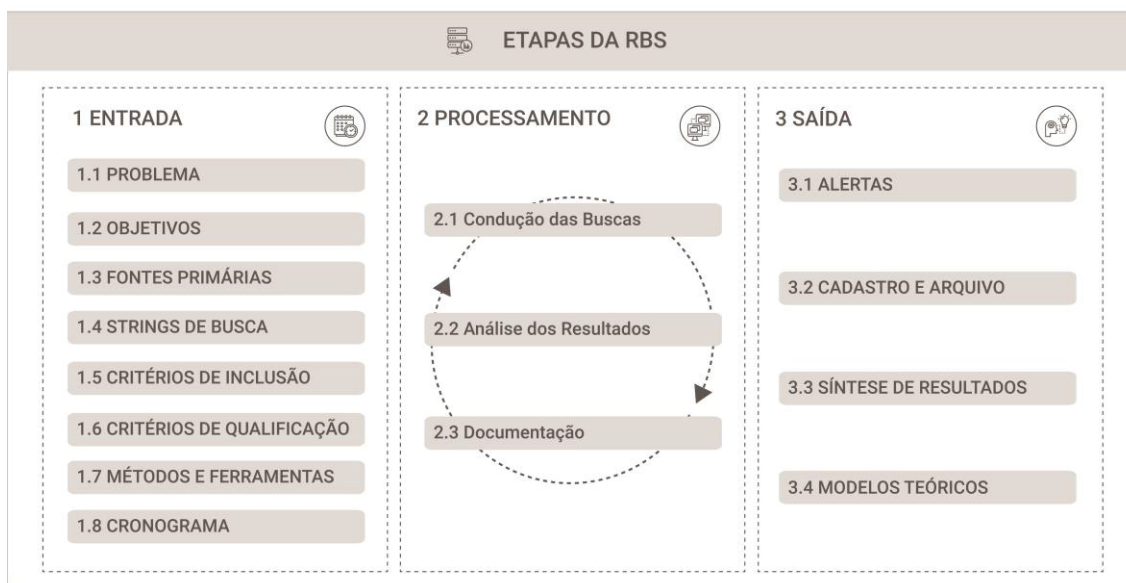 ETAPAS DA RBS
1 ENTRADA
1.1 PROBLEMA
1.2 OBJETIVOS
1.3 FONTES PRIMÁRIAS
1.4 STRINGS DE BUSCA
1.5 CRITÉRIOS DE INCLUSÃO
1.6 CRITÉRIOS DE QUALIFICAÇÃO
1.7 MÉTODOS E FERRAMENTAS
1.8 CRONOGRAMA
2 PROCESSAMENTO
2.1 Condução das Buscas
2.2 Análise dos Resultados
2.3 Documentação
3 SAÍDA
3.1 ALERTAS
3.2 CADASTRO E ARQUIVO
3.3 SÍNTESE DE RESULTADOS
3.4 MODELOS TEÓRICOS